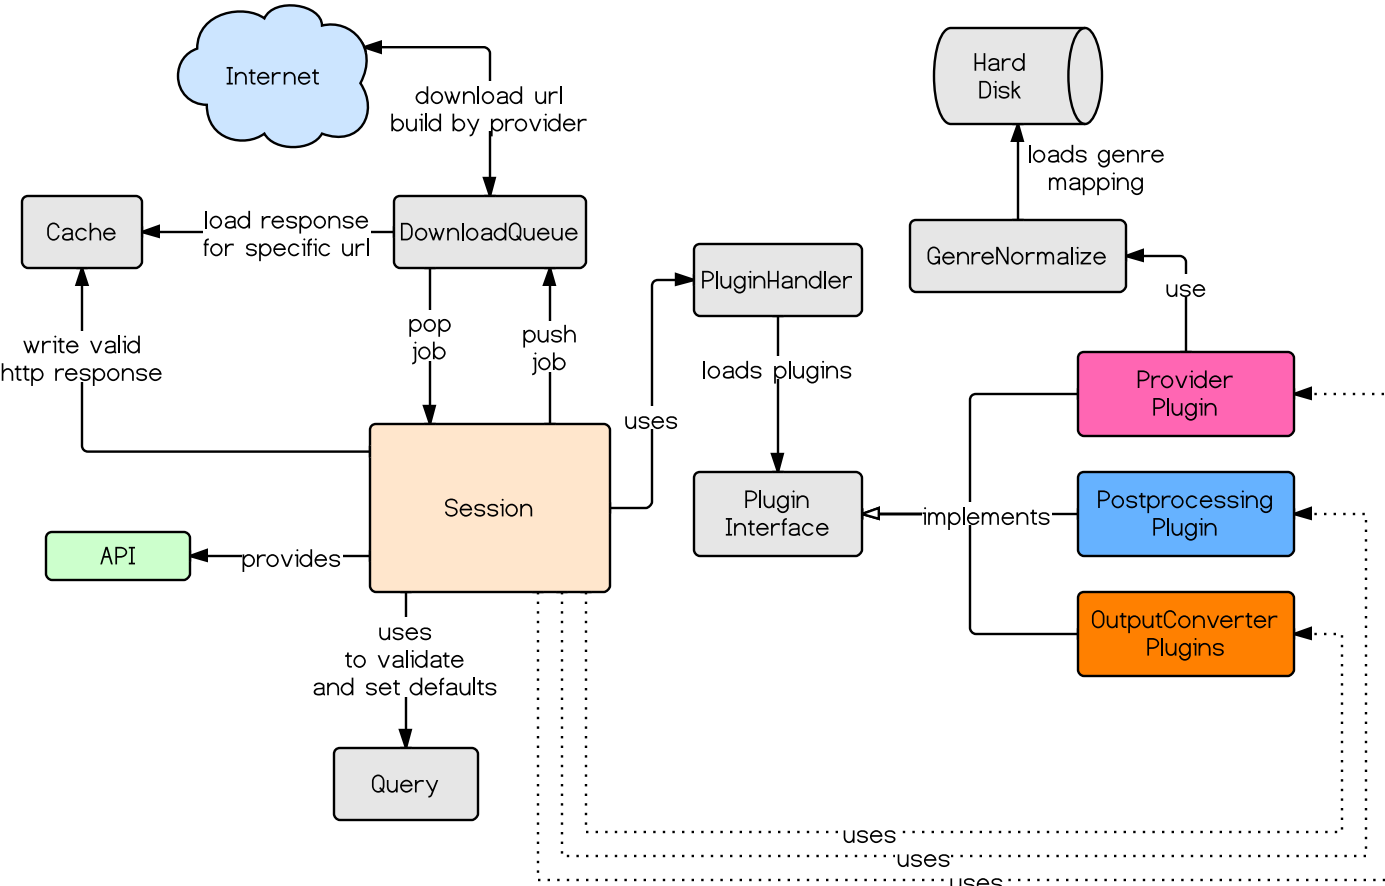 Internet
download url
build by provider
Hard
Disk
loads genre
mapping
Cache
load response
for specific url
DownloadQueue
PluginHandler
GenreNormalize
use
write valid
http response
pop
job
push
job
loads plugins
uses
Provider
Plugin
Session
Plugin
Interface
implements
Postprocessing
Plugin
API
provides
uses
to validate
and set defaults
OutputConverter
Plugins
Query
uses
uses
uses